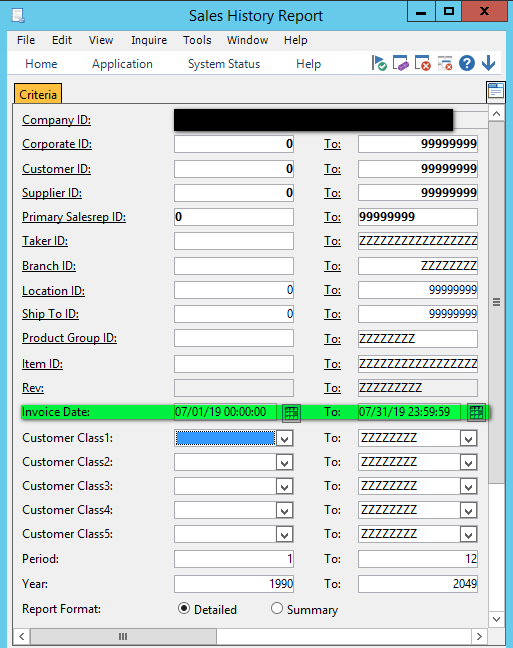 Sales History Report
File Edit View Inquire Tools Window Help
Home Application System Status Help
Criteria
Company ID:
Corporate ID: 0 To: 99999999
Customer ID: 0 To: 99999999
Supplier ID: 0 To: 99999999
Primary Salesrep ID: 0 To: 99999999
Taker ID: To: ZZZZZZZZZZZZZZZZZ
Branch ID: To: ZZZZZZZZ
Location ID: 0 To: 99999999
Ship To ID: 0 To: 99999999
Product Group ID: To: ZZZZZZZZ
Item ID: To: ZZZZZZZZZZZZZZZZZ
Rev: To: ZZZZZZZZZ
Invoice Date: 07/01/19 00:00:00 To: 07/31/19 23:59:59
Customer Class1: To: ZZZZZZZZ
Customer Class2: To: ZZZZZZZZ
Customer Class3: To: ZZZZZZZZ
Customer Class4: To: ZZZZZZZZ
Customer Class5: To: ZZZZZZZZ
Period: 1 To: 12
Year: 1990 To: 2049
Report Format: Detailed Summary